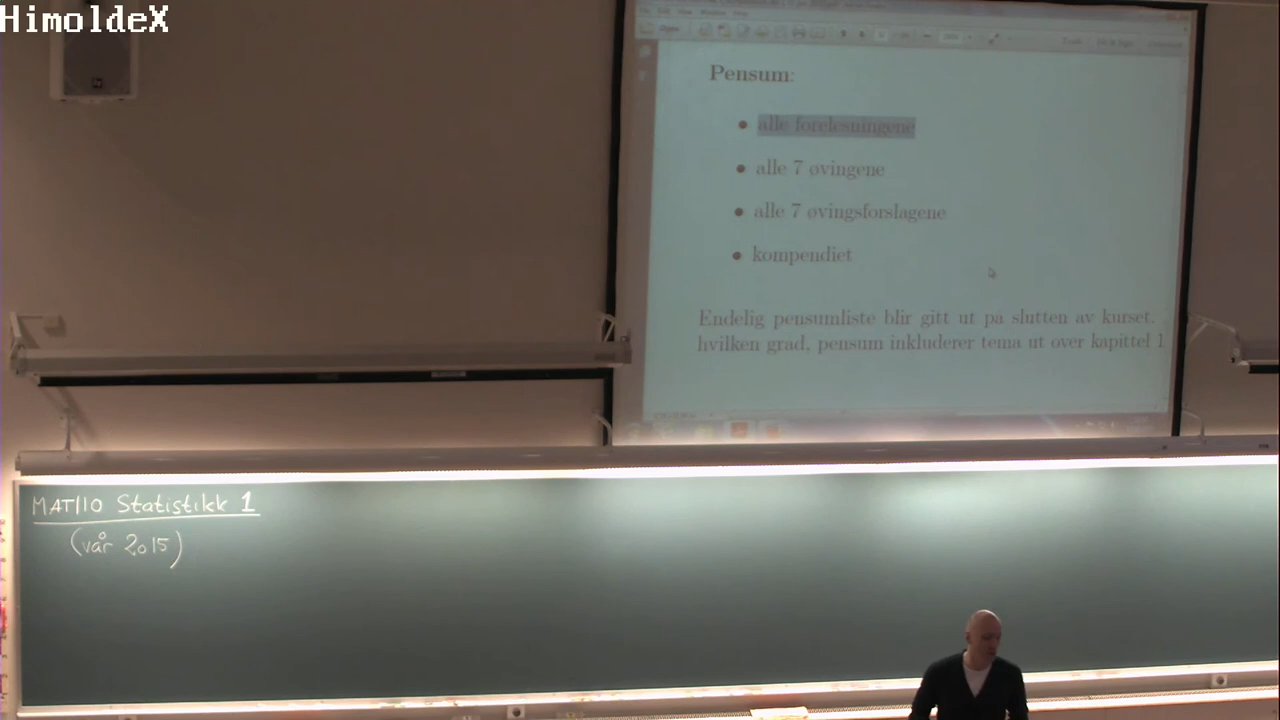 HimoldeX
Pensum:
• alle forelesningene
• alle 7 øvingene
• alle 7 øvingsforslagene
• kompendiet
Endelig pensumliste blir gitt ut på slutten av kurset.
hvilken grad, pensum inkluderer tema ut over kapittel 1
MAT110 Statistikk 1
(vår 2015)